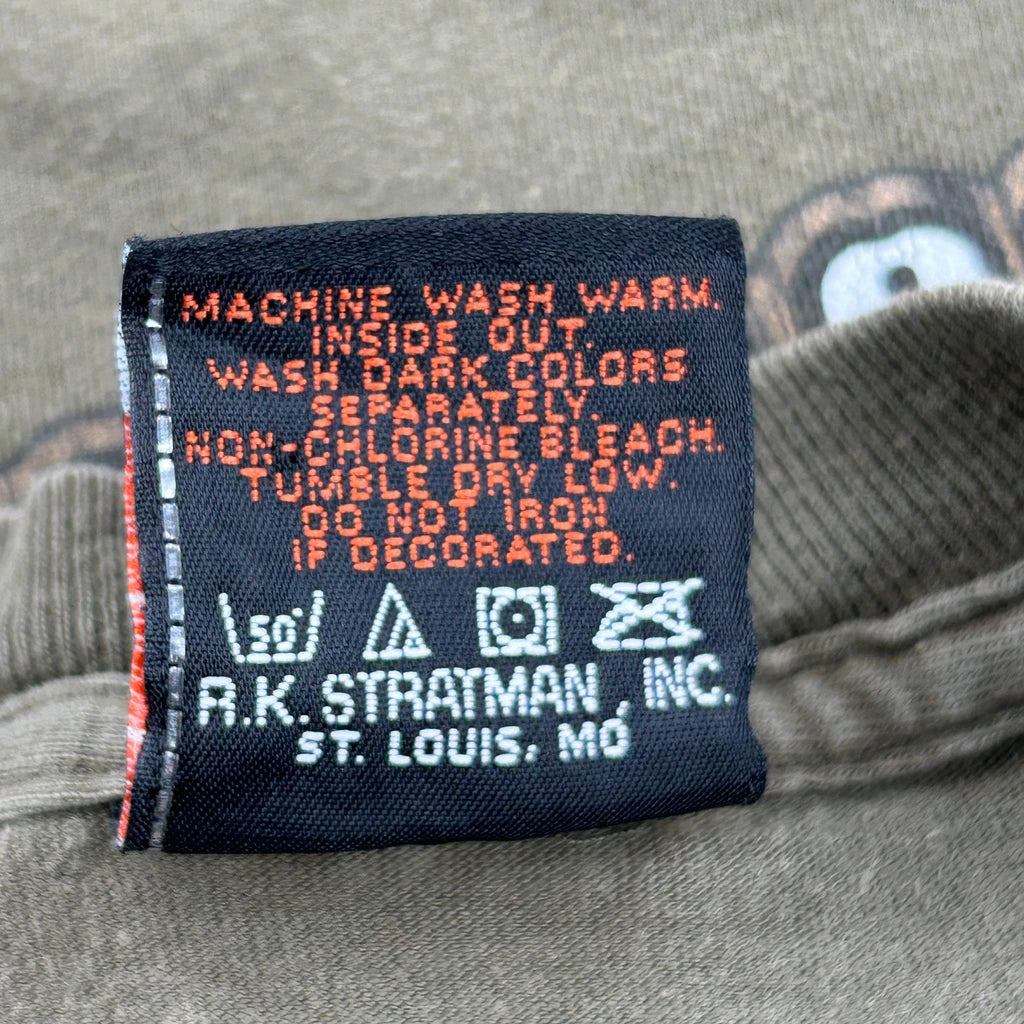 MACHINE WASH WARM.
INSIDE OUT.
WASH DARK COLORS
SEPARATELY.
NON-CHLORINE BLEACH.
TUMBLE DRY LOW.
DO NOT IRON
IF DECORATED.
50°
R.K. STRATMAN, INC.
ST. LOUIS, MO